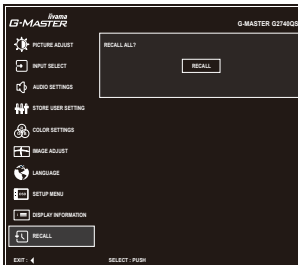 iiyama
G-MASTER
G-MASTER G2740QS
PICTURE ADJUST
RECALL ALL?
INPUT SELECT
RECALL
AUDIO SETTINGS
STORE USER SETTING
COLOR SETTINGS
IMAGE ADJUST
LANGUAGE
SETUP MENU
DISPLAY INFORMATION
RECALL
EXIT :
SELECT : PUSH